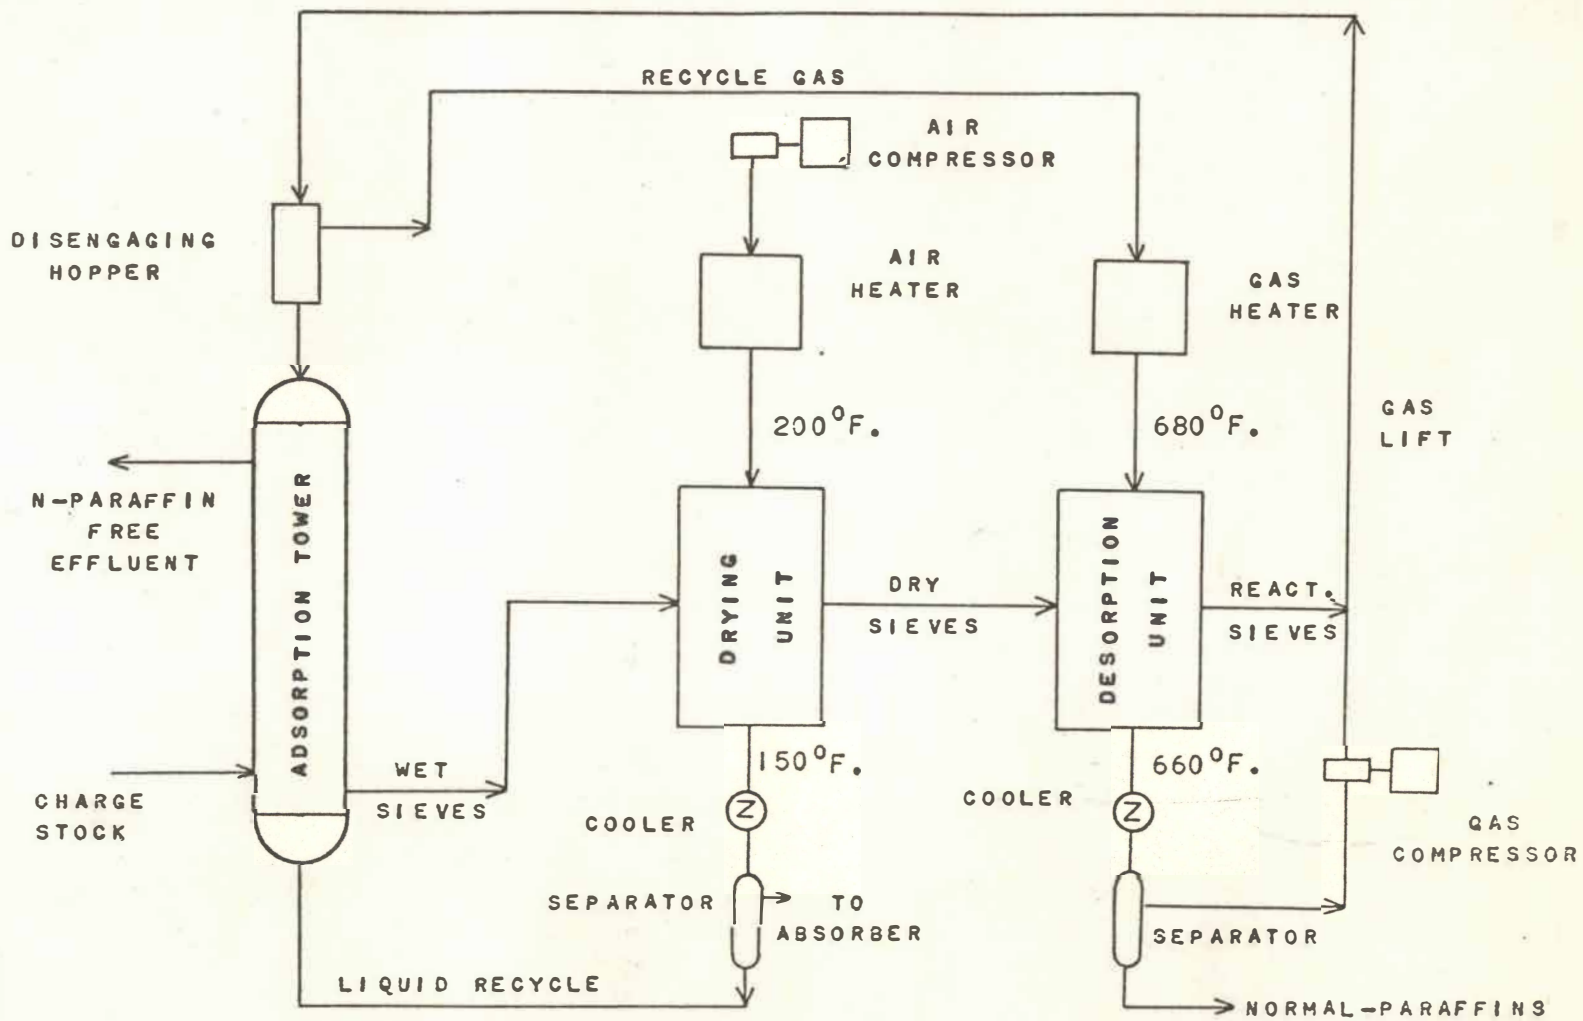 RECYCLE GAS
AIR
COMPRESSOR
DISENGAGING
HOPPER
AIR
HEATER
GAS
HEATER
200°F.
680°F.
GAS
LIFT
N-PARAFFIN
FREE
EFFLUENT
ADSORPTION TOWER
DRYING
UNIT
DRY
SIEVES
DESORPTION
UNIT
REACT.
SIEVES
CHARGE
STOCK
WET
SIEVES
150°F.
660°F.
COOLER
Z
COOLER
Z
GAS
COMPRESSOR
SEPARATOR
TO
ABSORBER
SEPARATOR
LIQUID RECYCLE
NORMAL-PARAFFINS